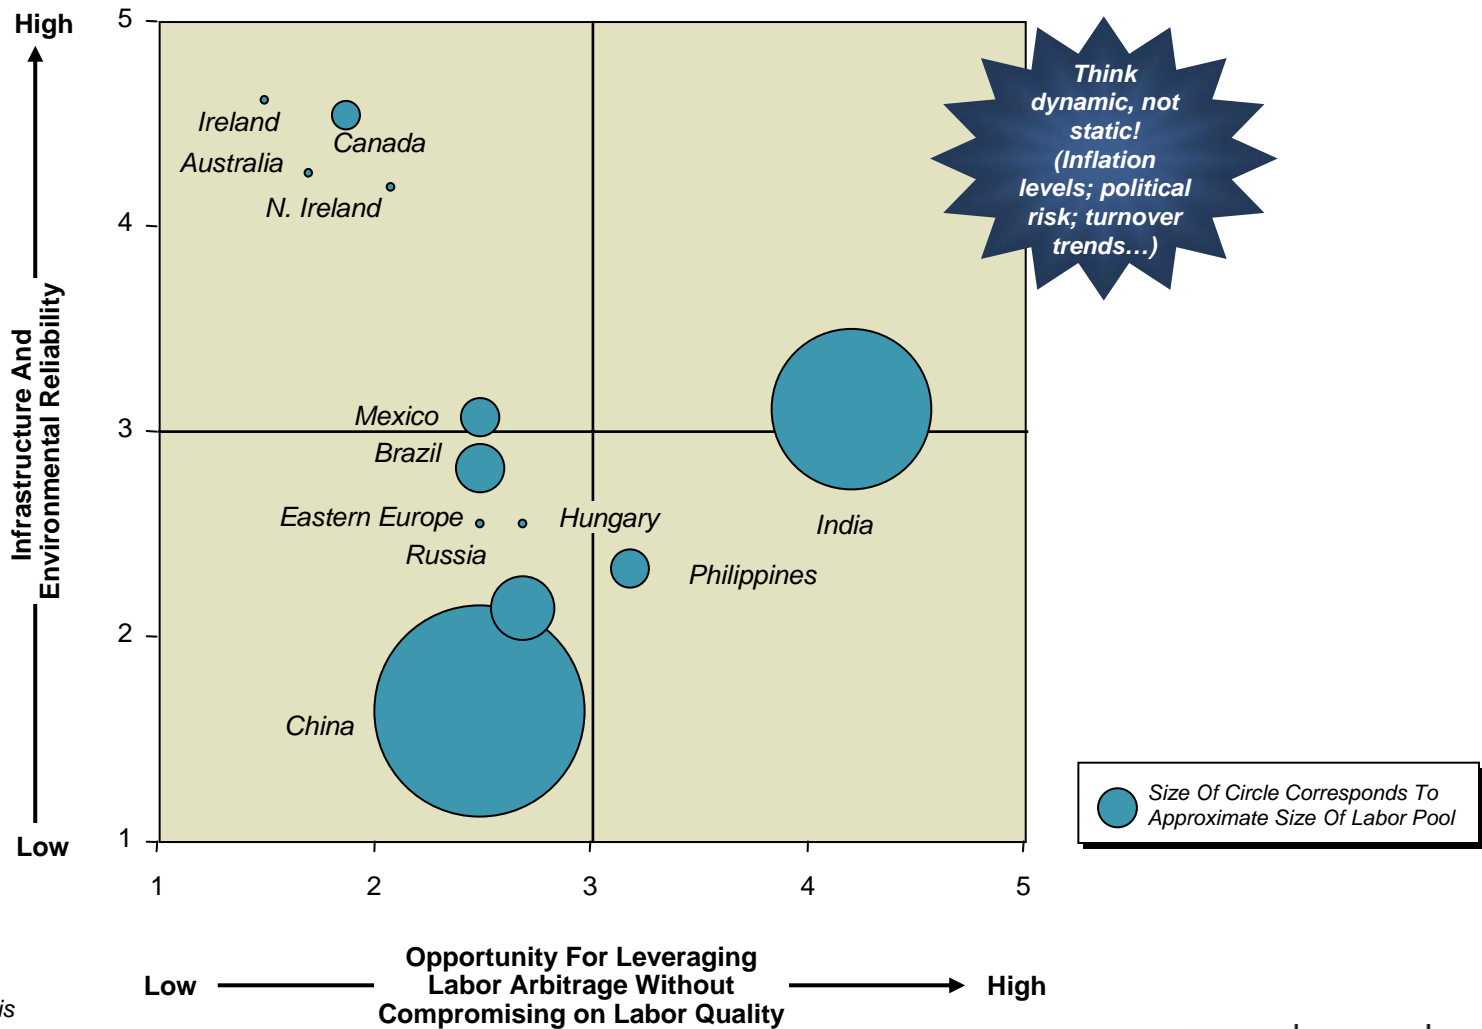 High
5
Think
dynamic, not
static!
(Inflation
levels; political
risk; turnover
trends…)
Ireland
Canada
Australia
N. Ireland
4
Infrastructure And
Environmental Reliability
Mexico
3
Brazil
Eastern Europe
Hungary
India
Russia
Philippines
2
China
Size Of Circle Corresponds To
Approximate Size Of Labor Pool
1
Low
1
2
3
4
5
Opportunity For Leveraging
Labor Arbitrage Without
Compromising on Labor Quality
Low
High
is